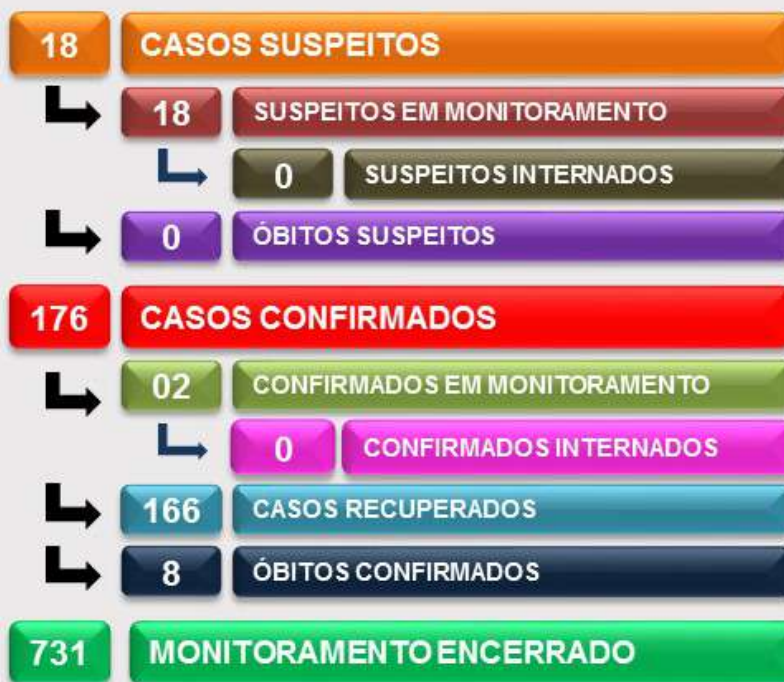 18 CASOS SUSPEITOS
18 SUSPEITOS EM MONITORAMENTO
0 SUSPEITOS INTERNADOS
0 ÓBITOS SUSPEITOS
176 CASOS CONFIRMADOS
02 CONFIRMADOS EM MONITORAMENTO
0 CONFIRMADOS INTERNADOS
166 CASOS RECUPERADOS
8 ÓBITOS CONFIRMADOS
731 MONITORAMENTO ENCERRADO